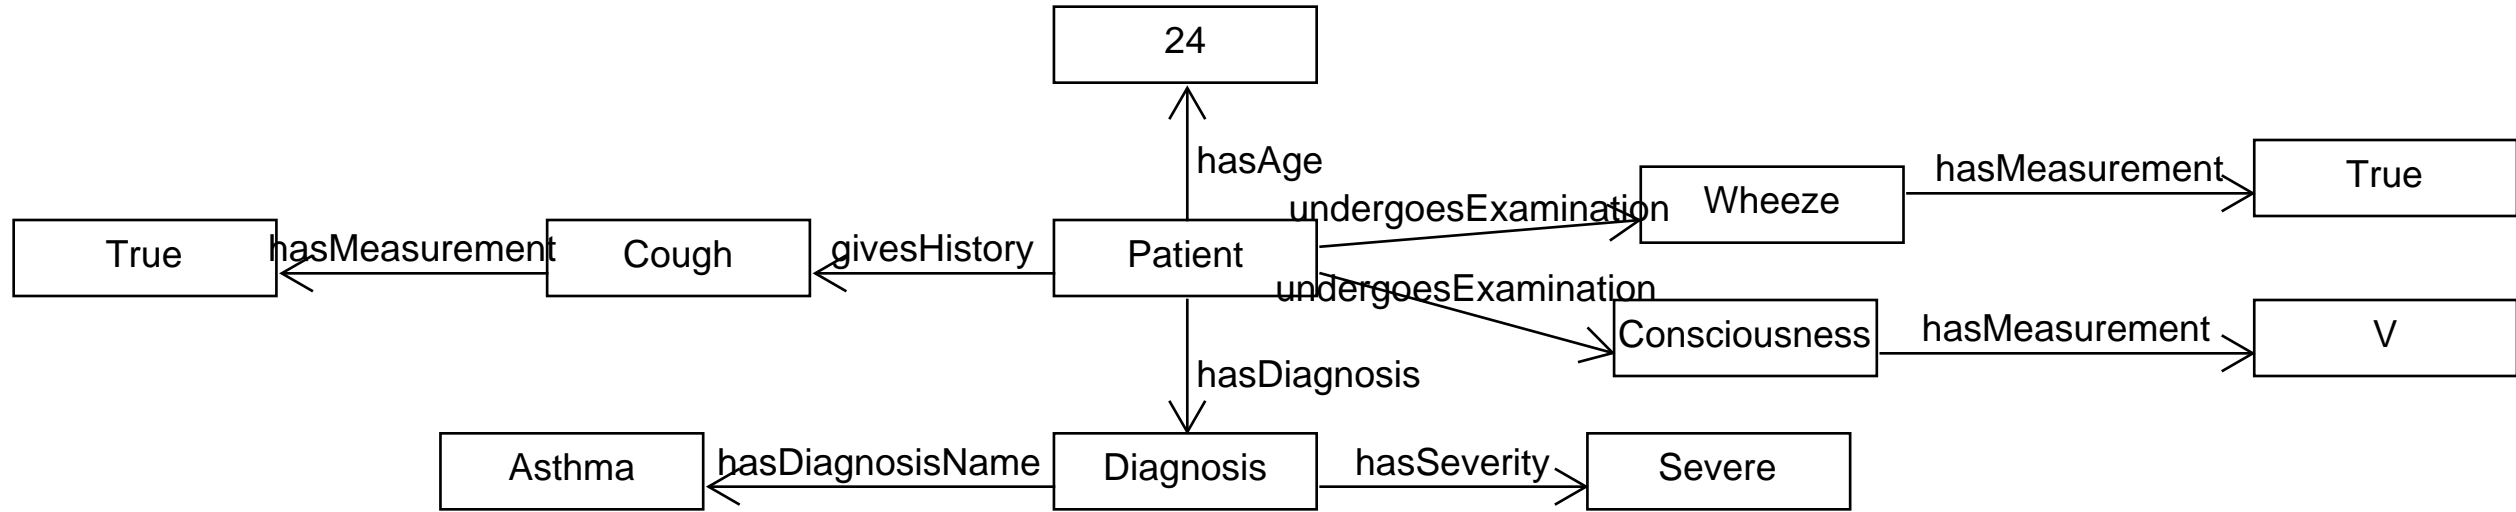 24
hasAge
hasMeasurement
True
Wheeze
undergoesExamination
True
hasMeasurement
Cough
givesHistory
Patient
undergoesExamination
Consciousness
hasMeasurement
V
hasDiagnosis
Asthma
hasDiagnosisName
Diagnosis
hasSeverity
Severe